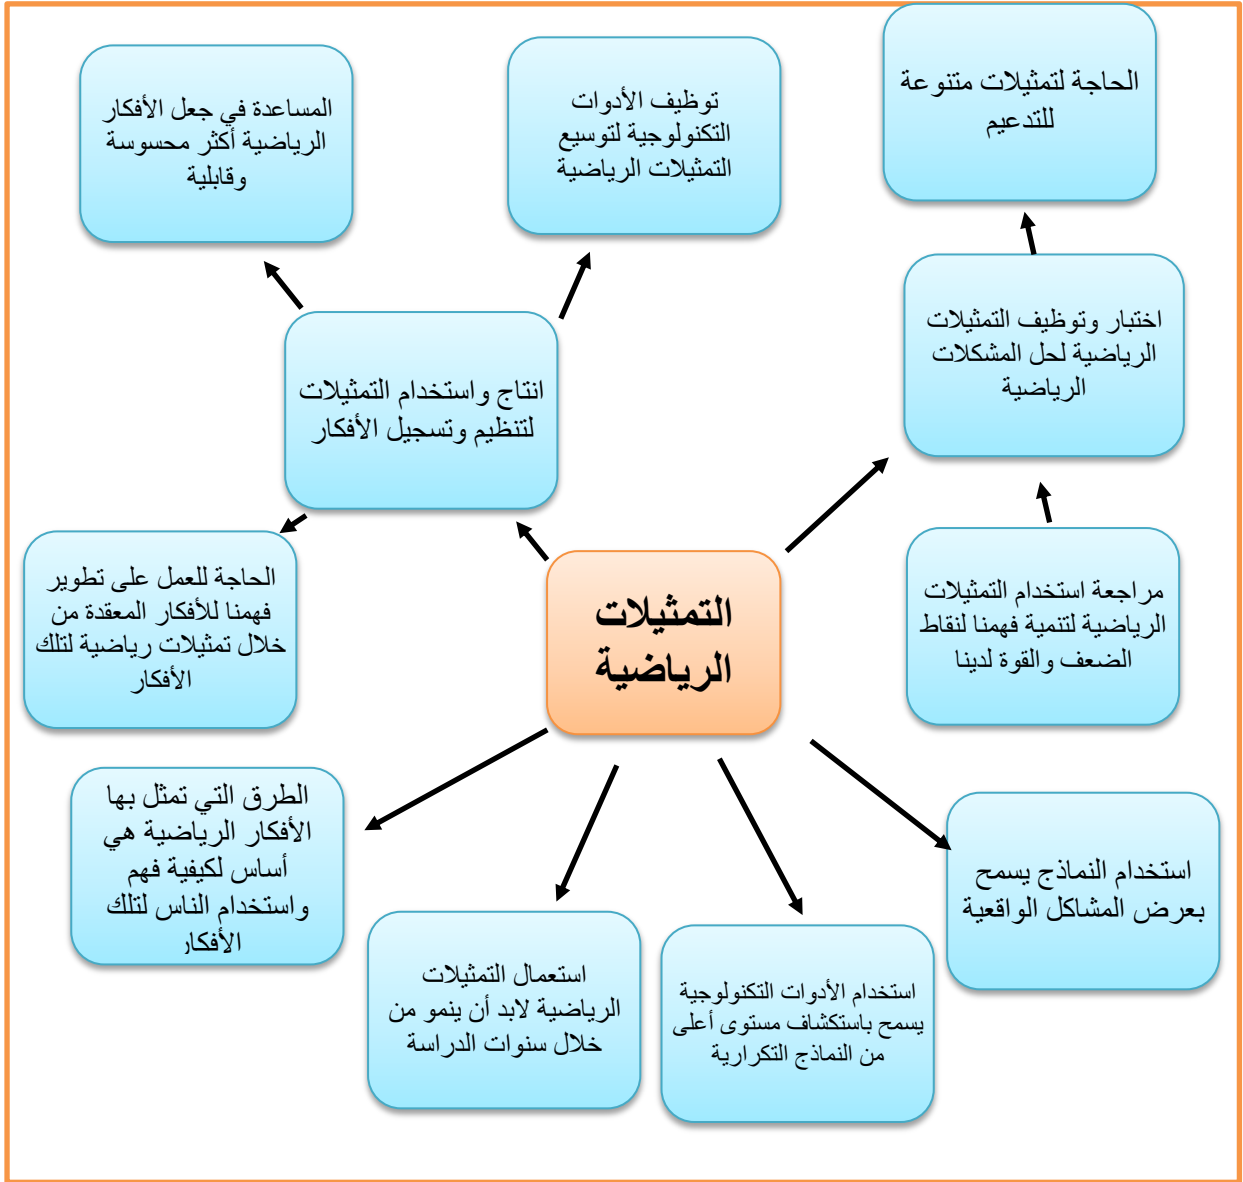 الحاجة لتمثيلات متنوعة
للتدعيم
توظيف الأدوات
التكنولوجية لتوسيع
التمثيلات الرياضية
المساعدة في جعل الأفكار
الرياضية أكثر محسوسة
وقابلية
اختبار وتوظيف التمثيلات
الرياضية لحل المشكلات
الرياضية
انتاج واستخدام التمثيلات
لتنظيم وتسجيل الأفكار
مراجعة استخدام التمثيلات
الرياضية لتنمية فهمنا لنقاط
الضعف والقوة لدينا
التمثيلات
الرياضية
الحاجة للعمل على تطوير
فهمنا للأفكار المعقدة من
خلال تمثيلات رياضية لتلك
الأفكار
استخدام النماذج يسمح
بعرض المشاكل الواقعية
الطرق التي تمثل بها
الأفكار الرياضية هي
أساس لكيفية فهم
واستخدام الناس لتلك
الأفكار
استخدام الأدوات التكنولوجية
يسمح باستكشاف مستوى أعلى
من النماذج التكرارية
استعمال التمثيلات
الرياضية لابد أن ينمو من
خلال سنوات الدراسة